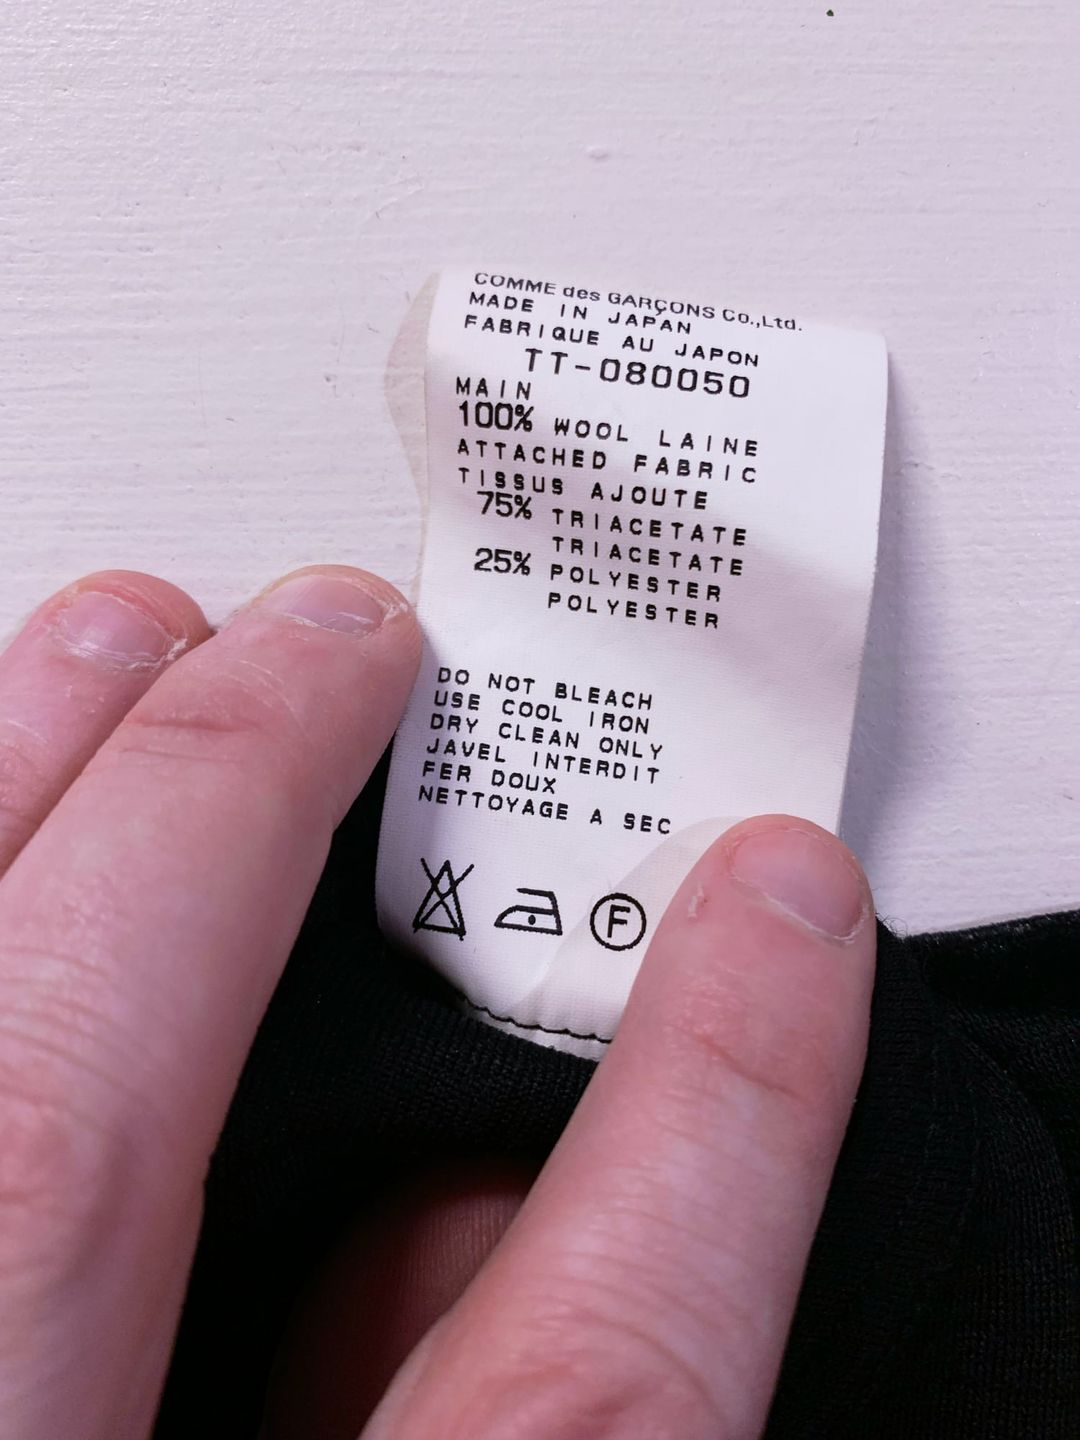 COMME des GARÇONS Co.,Ltd.
MADE IN JAPAN
FABRIQUE AU JAPON
TT-080050
MAIN
100% WOOL LAINE
ATTACHED FABRIC
TISSUS AJOUTE
75% TRIACETATE
TRIACETATE
25% POLYESTER
POLYESTER
DO NOT BLEACH
USE COOL IRON
DRY CLEAN ONLY
JAVEL INTERDIT
FER DOUX
NETTOYAGE A SEC
F